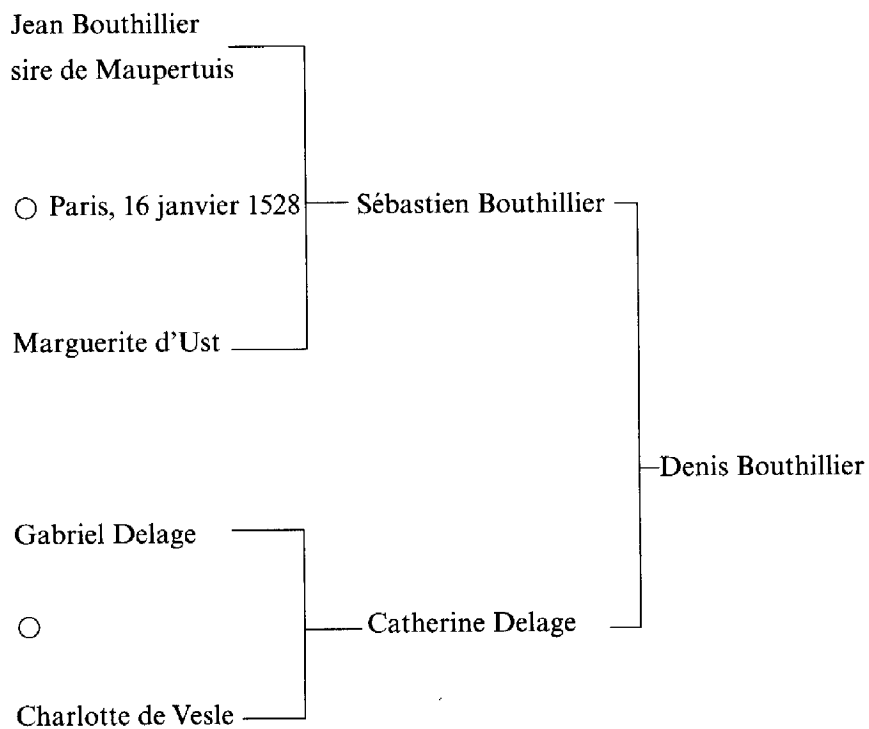 Jean Bouthillier
sire de Maupertuis
○ Paris, 16 janvier 1528
Sébastien Bouthillier
Marguerite d'Ust
Denis Bouthillier
Gabriel Delage
○
Catherine Delage
Charlotte de Vesle